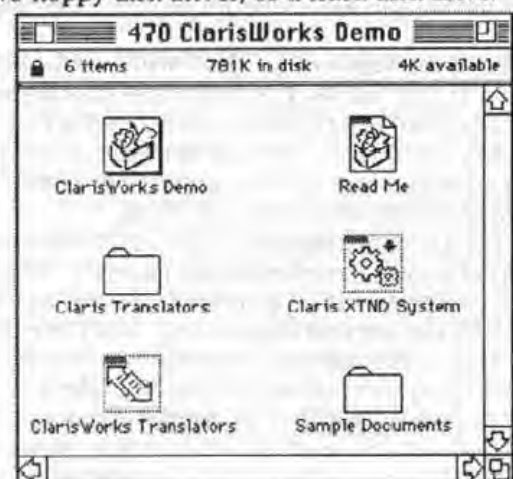 470 ClarisWorks Demo
6 items 781K in disk 4K available
ClarisWorks Demo Read Me
Claris Translators Claris XTND System
ClarisWorks Translators Sample Documents